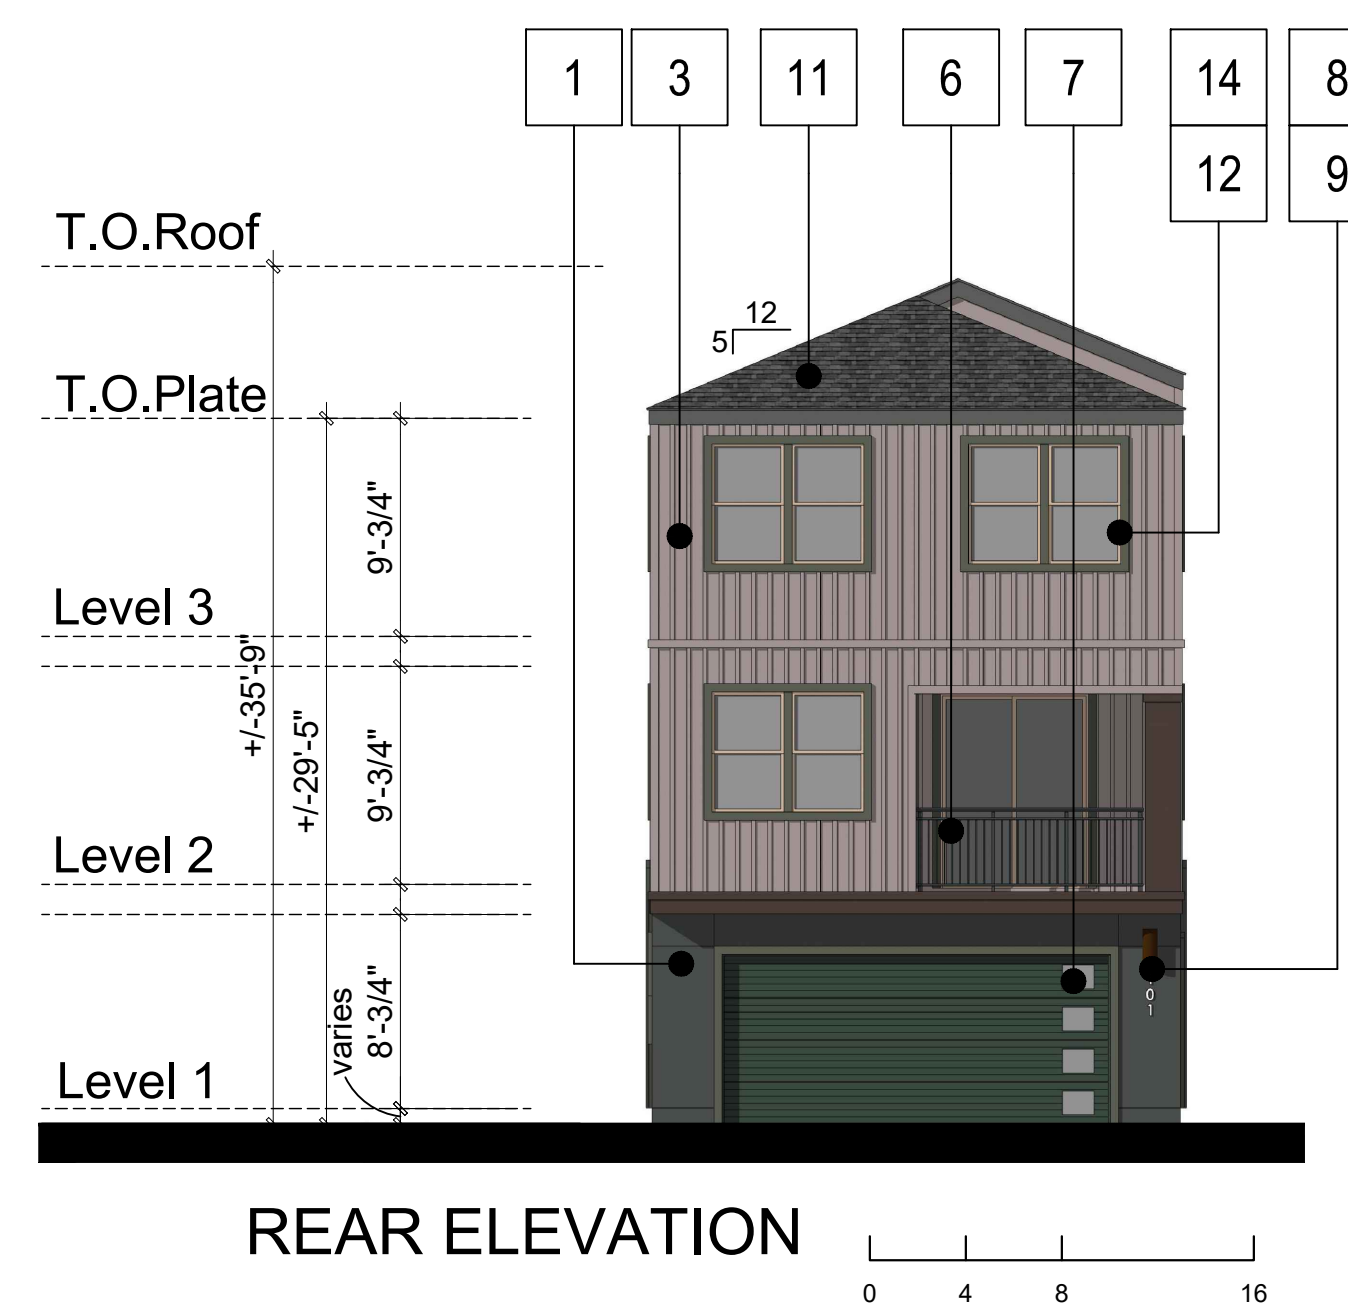 1 3 11 6 7 14 8
12 9
T.O.Roof
12
5
T.O.Plate
9'-3/4"
Level 3
+/-35'-9"
+/-29'-5"
9'-3/4"
Level 2
varies
8'-3/4"
01
Level 1
REAR ELEVATION
0 4 8 16